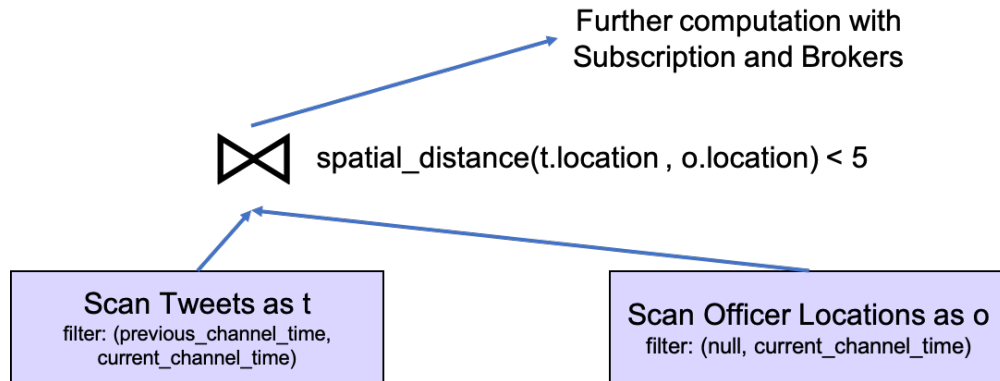 Further computation with
Subscription and Brokers
spatial_distance(t.location , o.location) < 5
Scan Tweets as t
filter: (previous_channel_time,
current_channel_time)
Scan Officer Locations as o
filter: (null, current_channel_time)